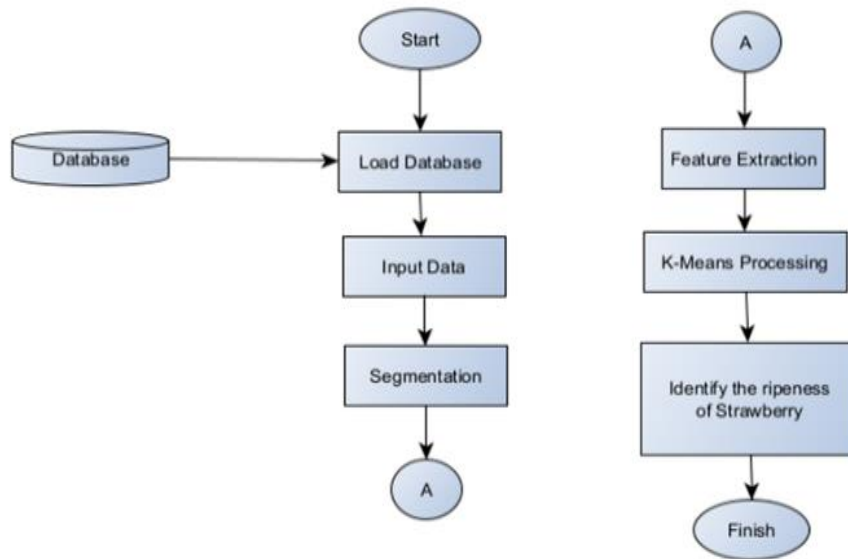 Start
Database
Load Database
Input Data
Segmentation
A
A
Feature Extraction
K-Means Processing
Identify the ripeness
of Strawberry
Finish